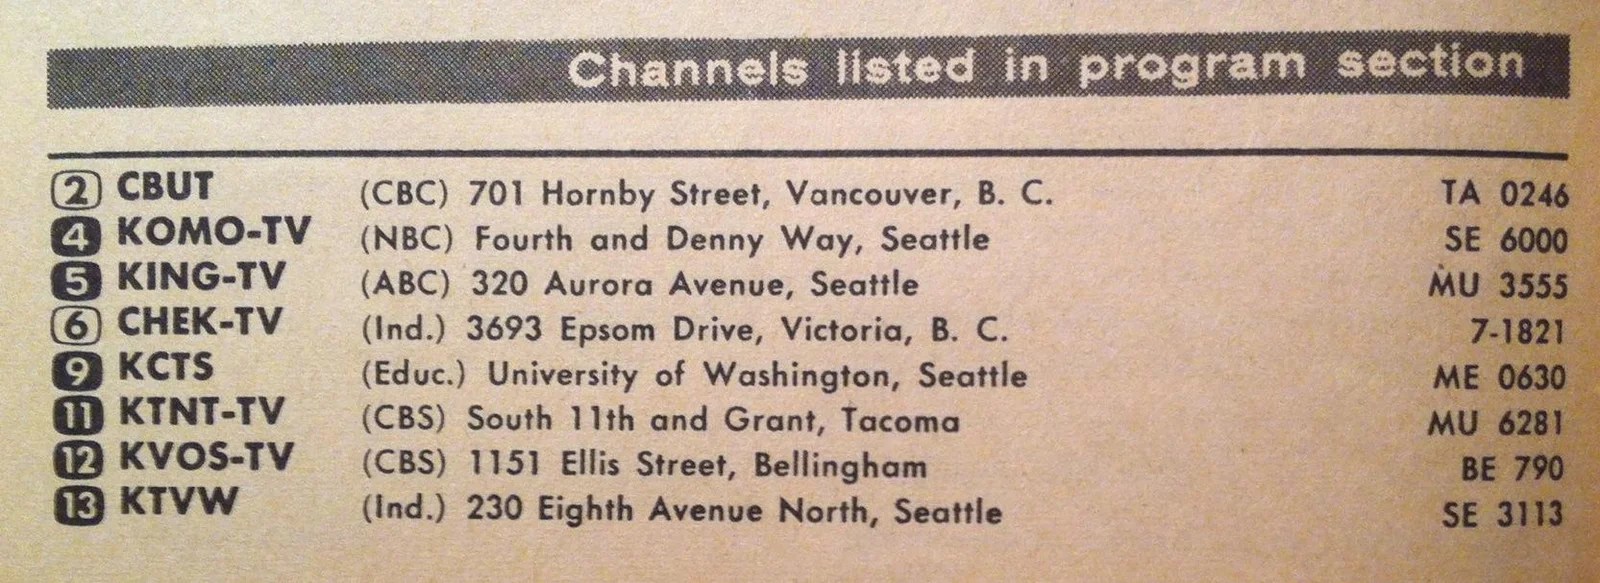 Channels listed in program section
2 CBUT (CBC) 701 Hornby Street, Vancouver, B. C. TA 0246
4 KOMO-TV (NBC) Fourth and Denny Way, Seattle SE 6000
5 KING-TV (ABC) 320 Aurora Avenue, Seattle MU 3555
6 CHEK-TV (Ind.) 3693 Epsom Drive, Victoria, B. C. 7-1821
9 KCTS (Educ.) University of Washington, Seattle ME 0630
11 KTNT-TV (CBS) South 11th and Grant, Tacoma MU 6281
12 KVOS-TV (CBS) 1151 Ellis Street, Bellingham BE 790
13 KTVW (Ind.) 230 Eighth Avenue North, Seattle SE 3113